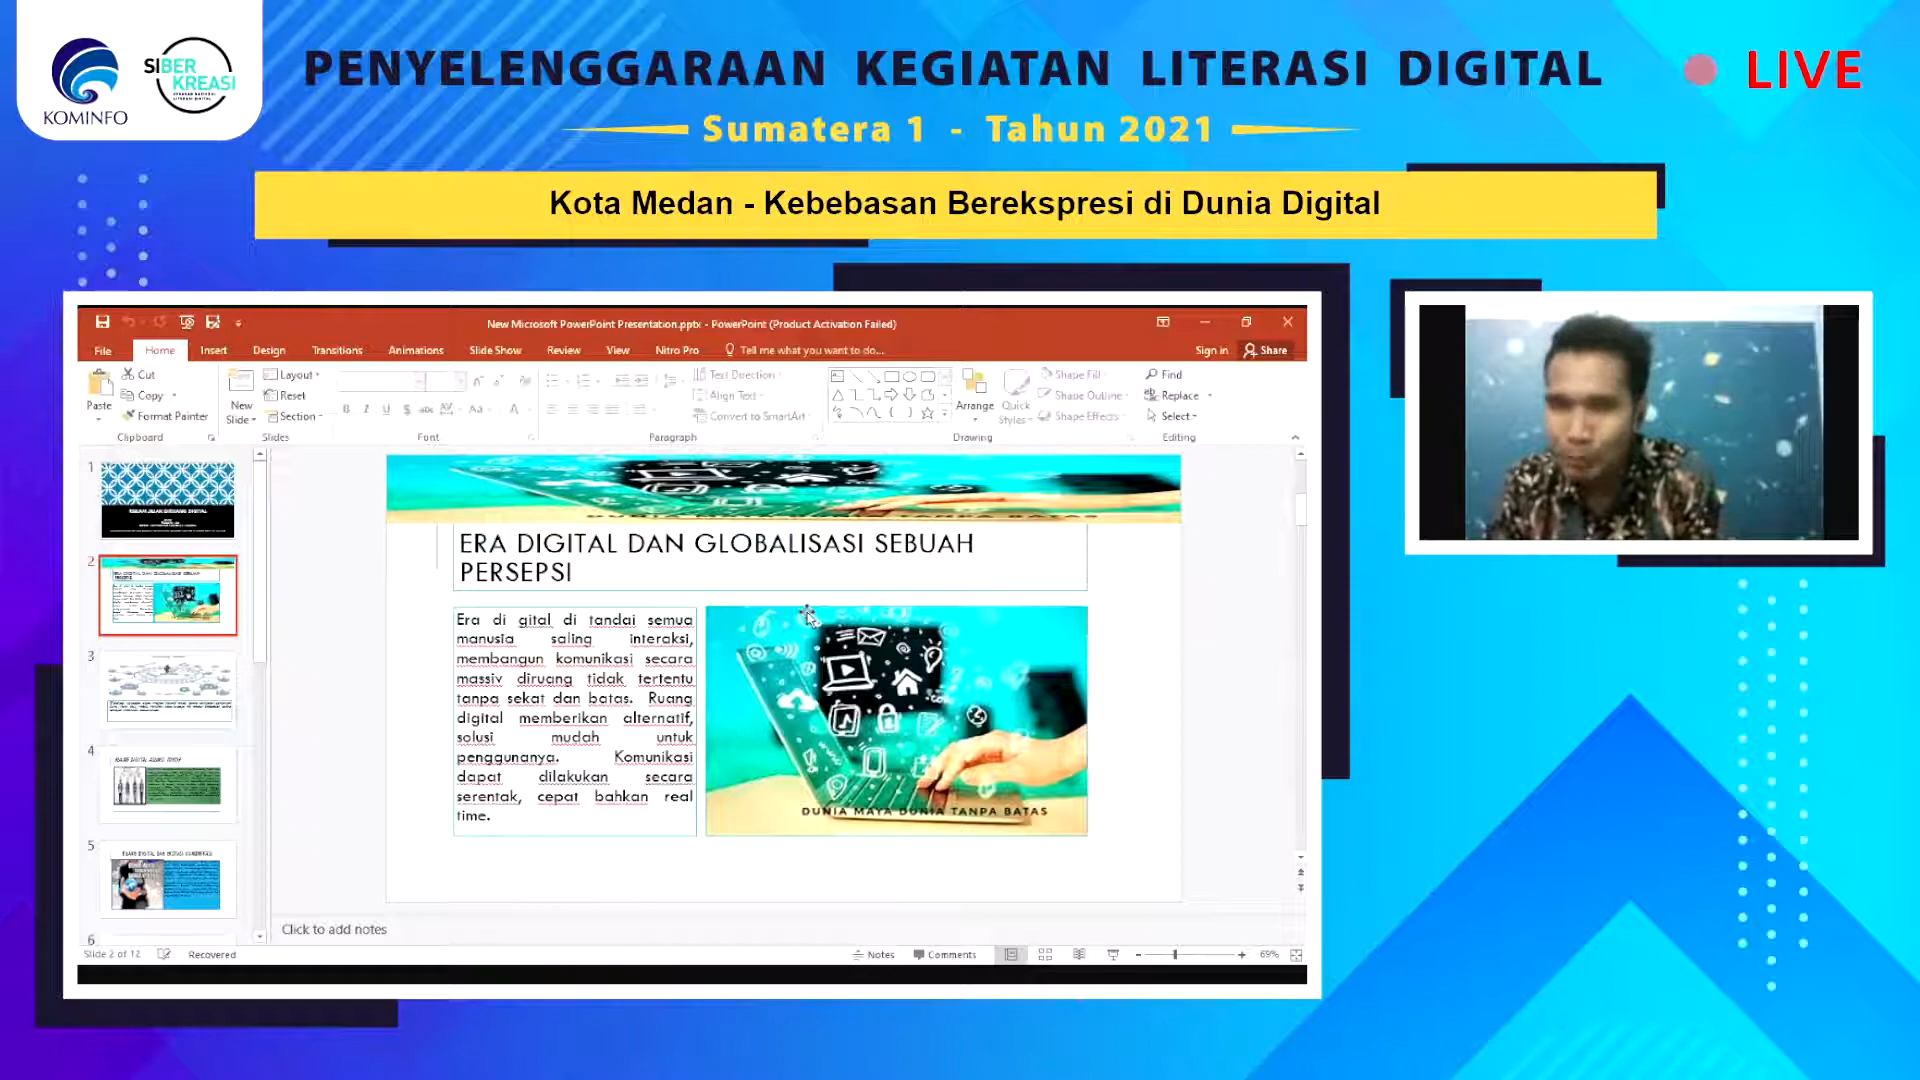 KOMINFO
SIBER
KREASI
PENYELENGGARAAN KEGIATAN LITERASI DIGITAL
LIVE
Sumatera 1 - Tahun 2021
Kota Medan - Kebebasan Berekspresi di Dunia Digital
New Microsoft PowerPoint Presentation.pptx - PowerPoint (Product Activation Failed)
File Home Insert Design Transitions Animations Slide Show Review View Nitro Pro Tell me what you want to do... Sign in Share
Paste
Cut
Copy
Format Painter
Clipboard
New
Slide
Layout
Reset
Section
Slides
Font
Text Direction
Align Text
Convert to SmartArt
Paragraph
Arrange
Quick
Styles
Shape Fill
Shape Outline
Shape Effects
Drawing
Find
Replace
Select
Editing
1
2
3
4
5
6
ERA DIGITAL DAN GLOBALISASI SEBUAH
PERSEPSI
Era di gital di tandai semua
manusia saling interaksi,
membangun komunikasi secara
massiv diruang tidak tertentu
tanpa sekat dan batas. Ruang
digital memberikan alternatif,
solusi mudah untuk
penggunanya. Komunikasi
dapat dilakukan secara
serentak, cepat bahkan real
time.
DUNIA MAYA DUNIA TANPA BATAS
Click to add notes
Slide 2 of 12 Recovered Notes Comments 69%